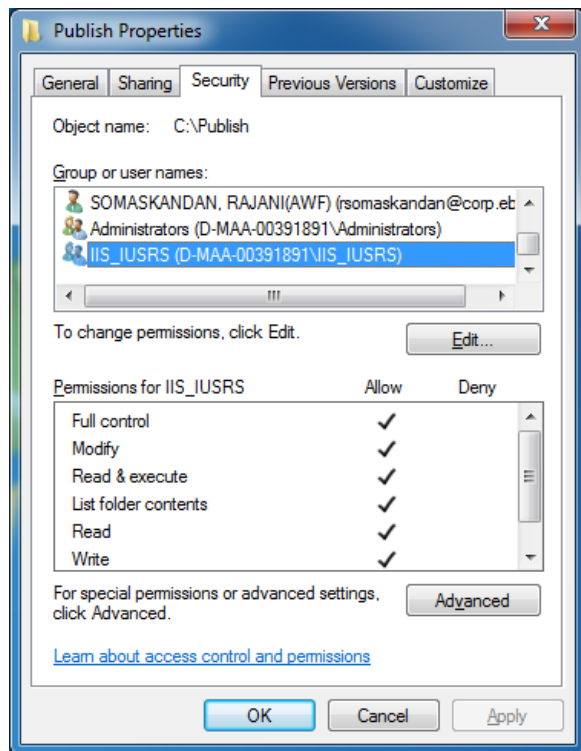 Publish Properties
General Sharing Security Previous Versions Customize
Object name: C:\Publish
Group or user names:
SOMASKANDAN, RAJANI(AWF) (rsomaskandan@corp.eb
Administrators (D-MAA-00391891\Administrators)
IIS_IUSRS (D-MAA-00391891\IIS_IUSRS)
To change permissions, click Edit. Edit...
Permissions for IIS_IUSRS Allow Deny
Full control
Modify
Read & execute
List folder contents
Read
Write
For special permissions or advanced settings, Advanced
click Advanced.
Learn about access control and permissions
OK Cancel Apply